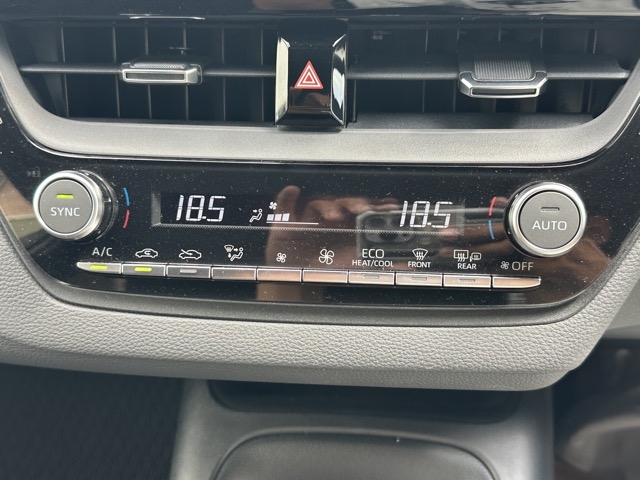 18.5 18.5
SYNC AUTO
A/C ECO HEAT/COOL FRONT REAR OFF